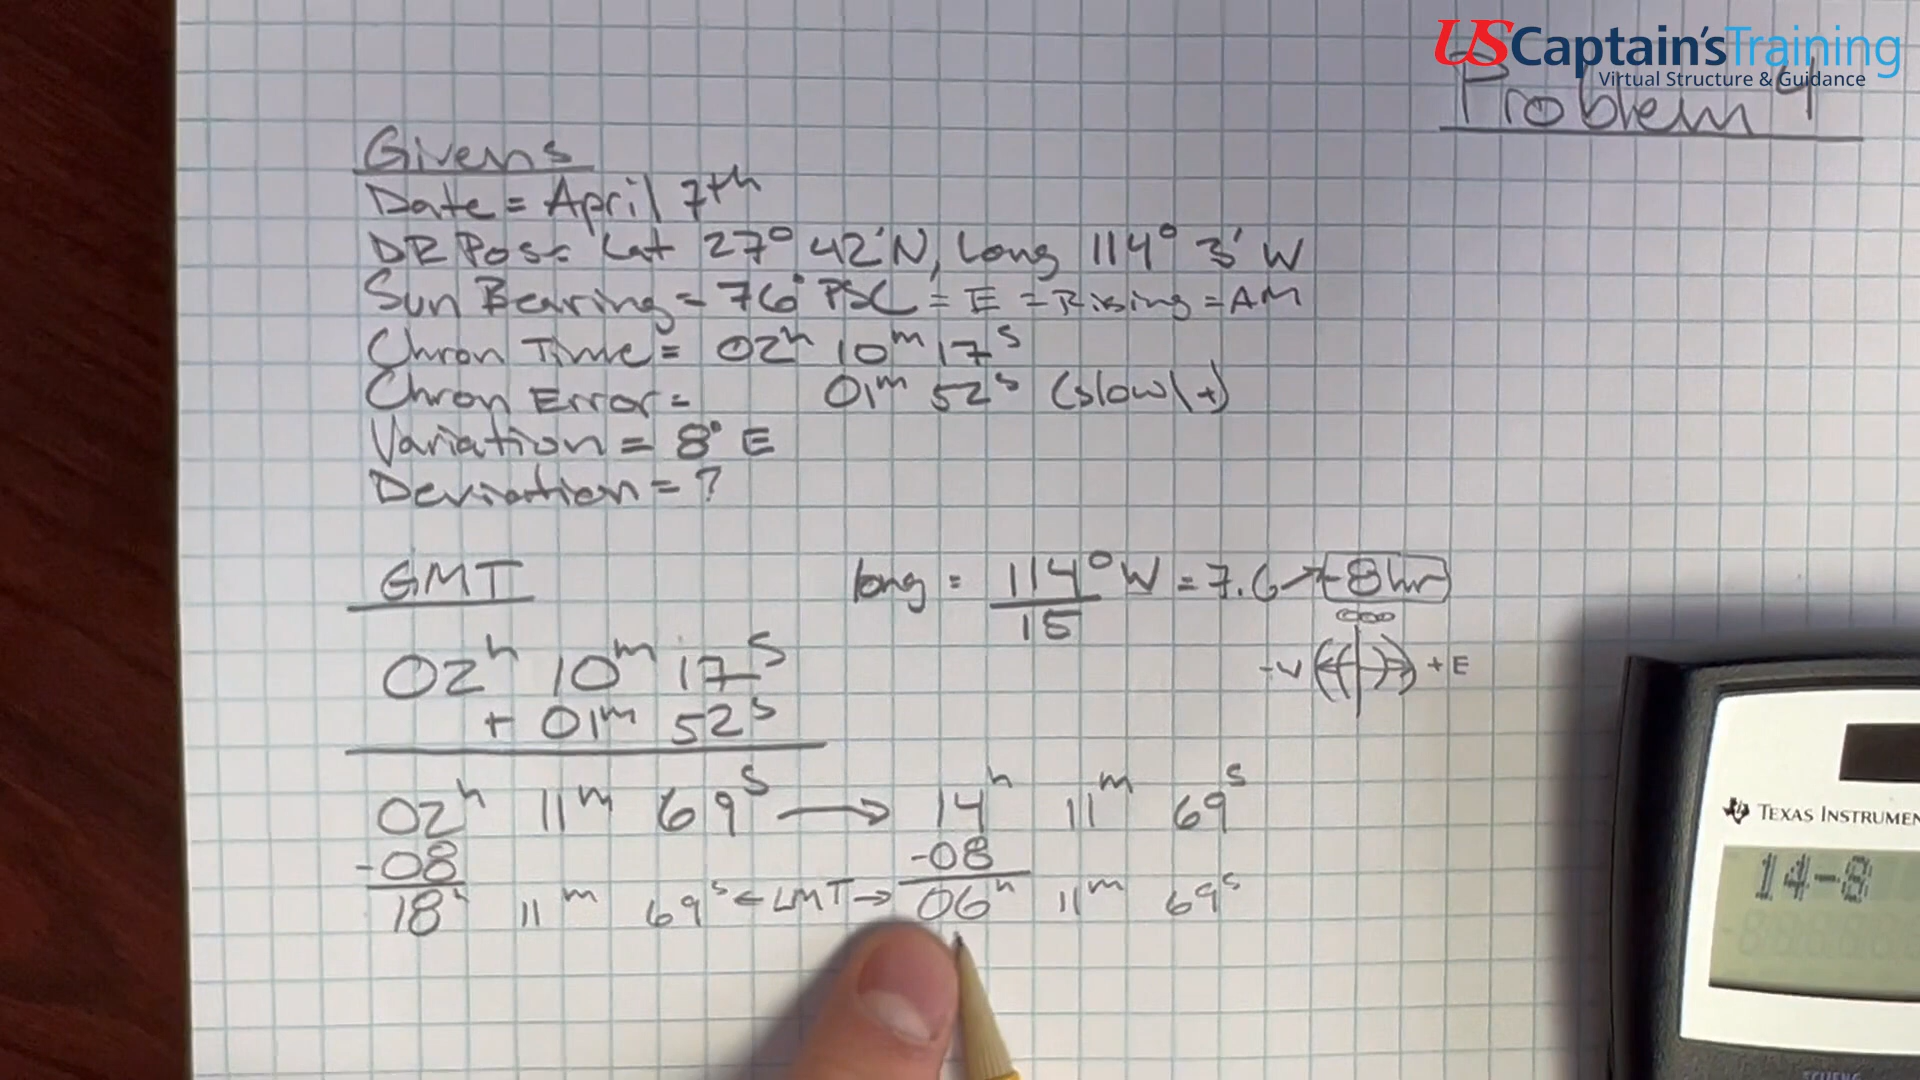 USCaptain'sTraining
Virtual Structure & Guidance
Problem 4
Givens
Date = April 7th
DR Pos = Lat 27° 42'N, Long 114° 3' W
Sun Bearing = 76° PSC = E = Rising = AM
Chron Time = 02h 10m 17s
Chron Error = 01m 52s (slow\+)
Variation = 8° E
Deviation = ?
GMT
long = 114° W / 15 = 7.6 → -8hr
-W +E
02h 10m 17s
+ 01m 52s
02h 11m 69s → 14h 11m 69s
-08 -08
18h 11m 69s ← LMT → 06h 11m 69s
TEXAS INSTRUMEN
14-8